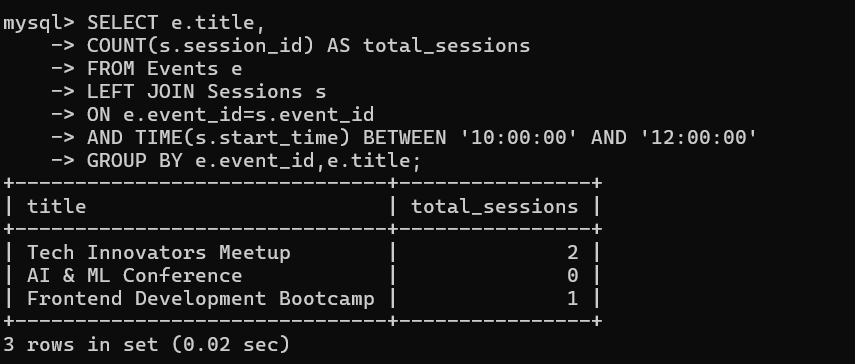 mysql> SELECT e.title,
    -> COUNT(s.session_id) AS total_sessions
    -> FROM Events e
    -> LEFT JOIN Sessions s
    -> ON e.event_id=s.event_id
    -> AND TIME(s.start_time) BETWEEN '10:00:00' AND '12:00:00'
    -> GROUP BY e.event_id,e.title;
+-------------------------------+----------------+
| title                         | total_sessions |
+-------------------------------+----------------+
| Tech Innovators Meetup        |              2 |
| AI & ML Conference            |              0 |
| Frontend Development Bootcamp |              1 |
+-------------------------------+----------------+
3 rows in set (0.02 sec)